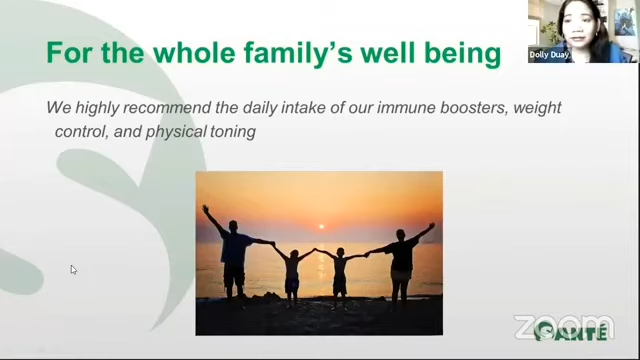 For the whole family's well being
Dolly Duay
We highly recommend the daily intake of our immune boosters, weight
control, and physical toning
zoom
SANTÉ